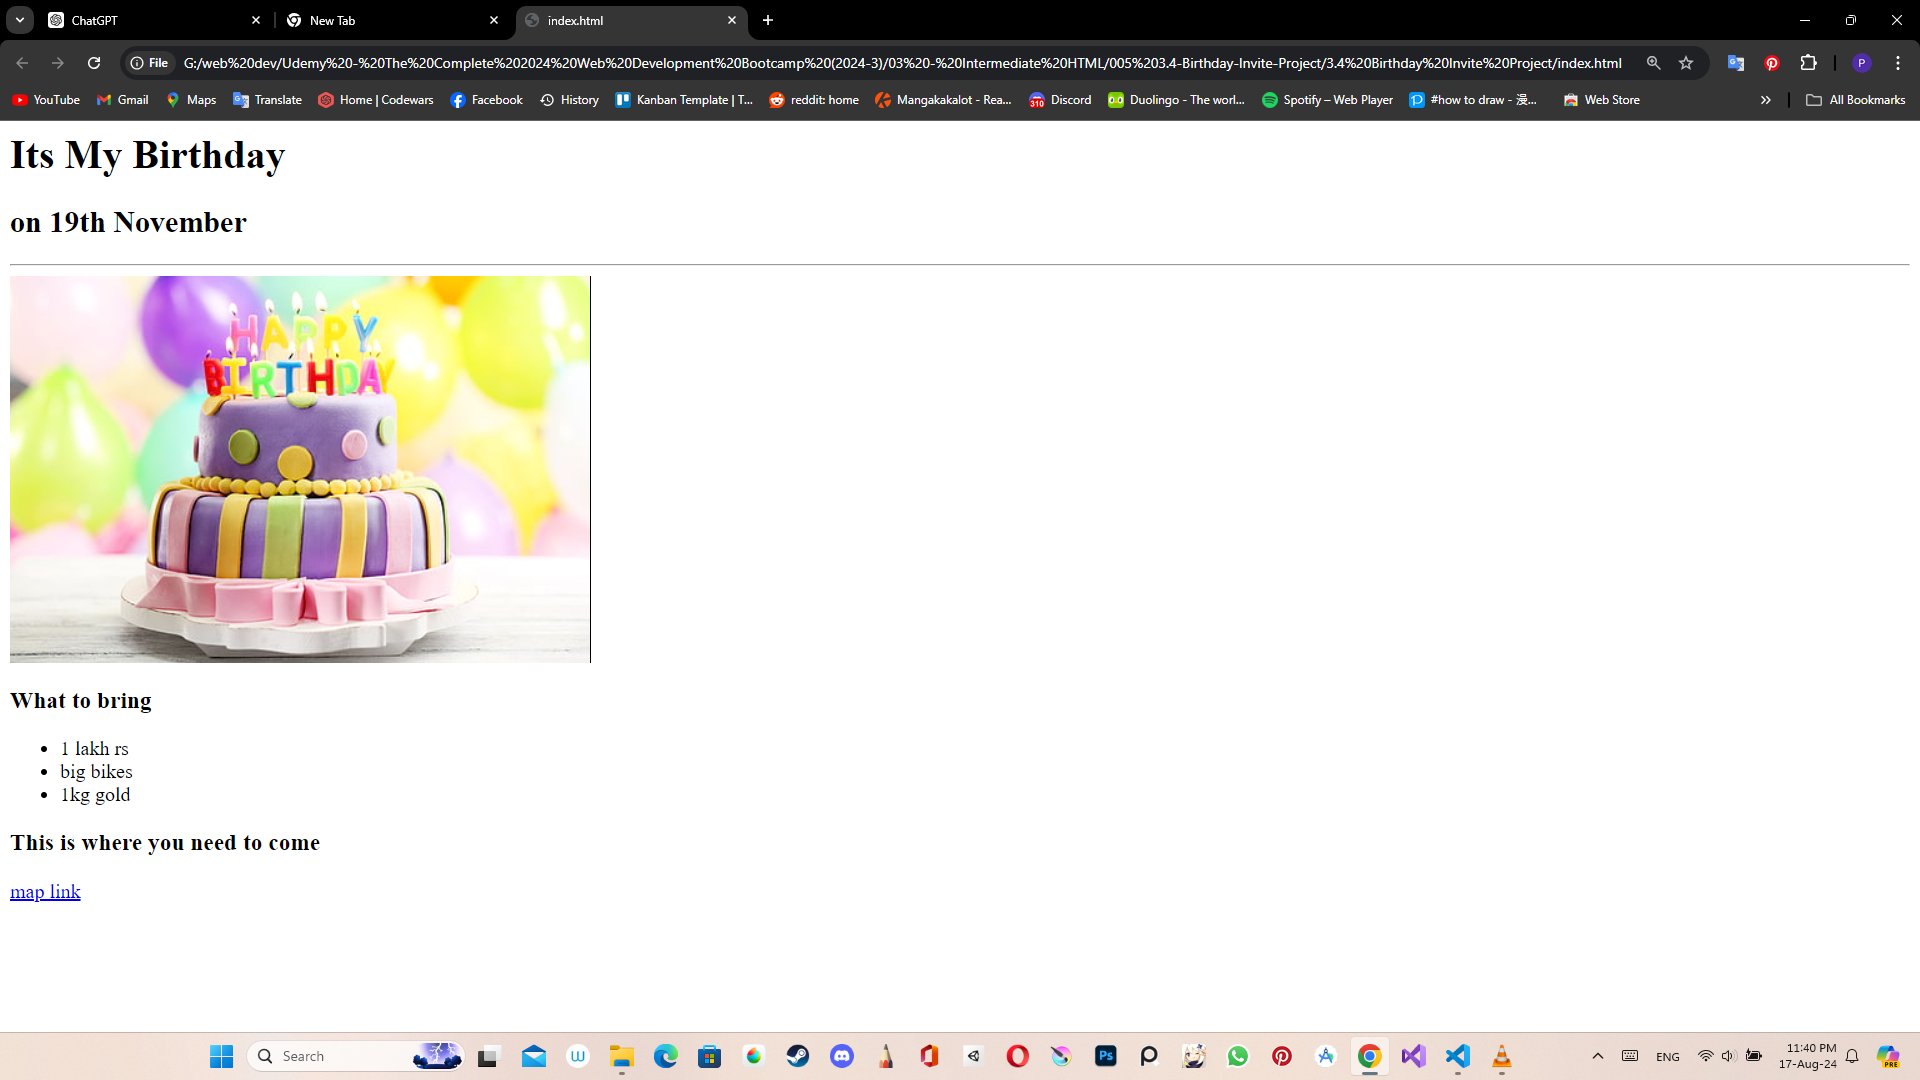 ChatGPT
New Tab
index.html
File
G:/web%20dev/Udemy%20-%20The%20Complete%202024%20Web%20Development%20Bootcamp%20(2024-3)/03%20-%20Intermediate%20HTML/005%203.4-Birthday-Invite-Project/3.4%20Birthday%20Invite%20Project/index.html
P
YouTube
Gmail
Maps
Translate
Home | Codewars
Facebook
History
Kanban Template | T...
reddit: home
Mangakakalot - Rea...
310
Discord
Duolingo - The worl...
Spotify – Web Player
#how to draw - 漫...
Web Store
All Bookmarks
Its My Birthday
on 19th November
HAPPY
BIRTHDAY
What to bring
• 1 lakh rs
• big bikes
• 1kg gold
This is where you need to come
map link
Search
Ps
ENG
11:40 PM
17-Aug-24
PRE